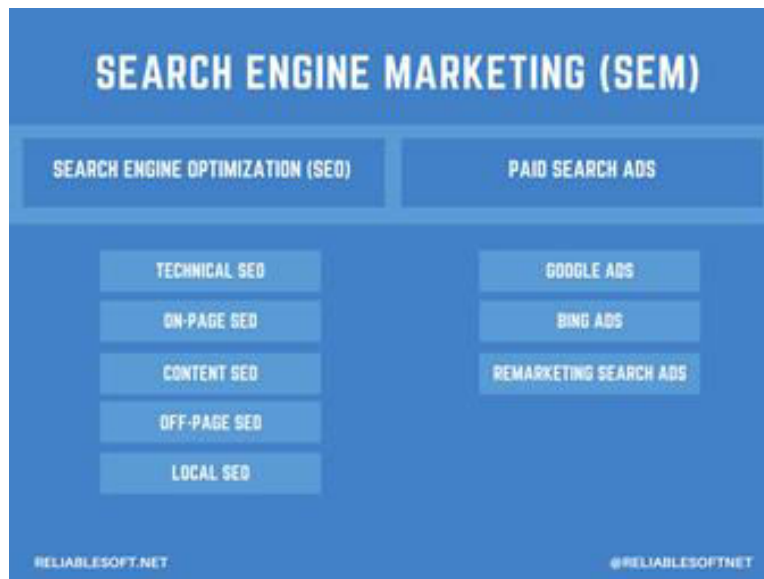 SEARCH ENGINE MARKETING (SEM)
SEARCH ENGINE OPTIMIZATION (SEO)
PAID SEARCH ADS
TECHNICAL SEO
ON-PAGE SEO
CONTENT SEO
OFF-PAGE SEO
LOCAL SEO
GOOGLE ADS
BING ADS
REMARKETING SEARCH ADS
RELIABLESOFT.NET
@RELIABLESOFTNET